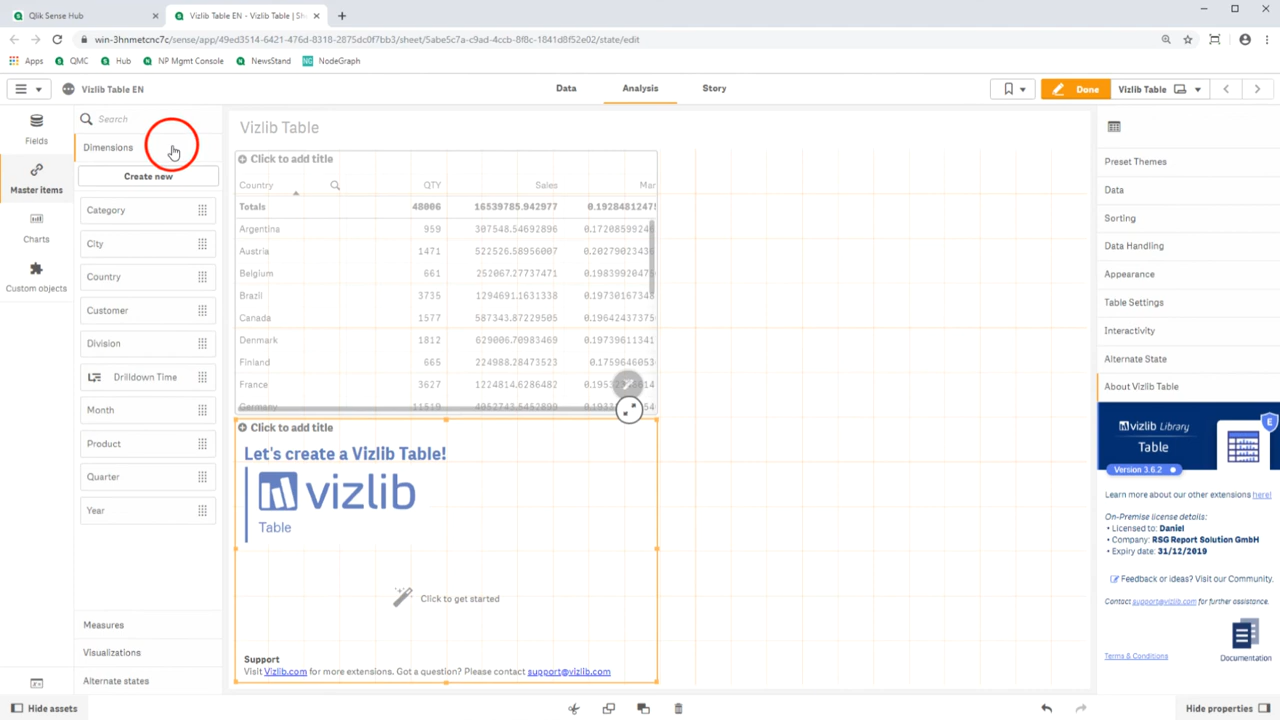 Qlik Sense Hub
Vizlib Table EN - Vizlib Table | Sh
win-3hnmetcnc7c/sense/app/49ed3514-6421-476d-8318-2875dc0f7bb3/sheet/5abe5c7a-c9ad-4ccb-8f8c-1841d8f52e02/state/edit
Apps QMC Hub NP Mgmt Console NewsStand NodeGraph
Vizlib Table EN
Data Analysis Story
Done Vizlib Table
Fields
Master items
Charts
Custom objects
Search
Dimensions
Create new
Category
City
Country
Customer
Division
Drilldown Time
Month
Product
Quarter
Year
Measures
Visualizations
Alternate states
Vizlib Table
Click to add title
Country QTY Sales Mar
Totals 48006 16539785.942977 0.1928481247
Argentina 959 307548.54692896 0.1720859924
Austria 1471 522526.58956007 0.2027902343
Belgium 661 252067.27737471 0.1983992047
Brazil 3735 1294691.1631338 0.1973016734
Canada 1577 587343.87229505 0.1964243737
Denmark 1812 629006.70983469 0.1973961134
Finland 665 224988.28473523 0.175964605
France 3627 1224814.6286482
Germany 11519 4052743.5452899
Click to add title
Let's create a Vizlib Table!
vizlib
Table
Click to get started
Support
Visit Vizlib.com for more extensions. Got a question? Please contact support@vizlib.com
Preset Themes
Data
Sorting
Data Handling
Appearance
Table Settings
Interactivity
Alternate State
About Vizlib Table
vizlib Library
Table
E
Version 3.6.2
Learn more about our other extensions here!
On-Premise license details:
• Licensed to: Daniel
• Company: RSG Report Solution GmbH
• Expiry date: 31/12/2019
Feedback or ideas? Visit our Community.
Contact support@vizlib.com for further assistance.
Terms & Conditions
Documentation
Hide assets
Hide properties